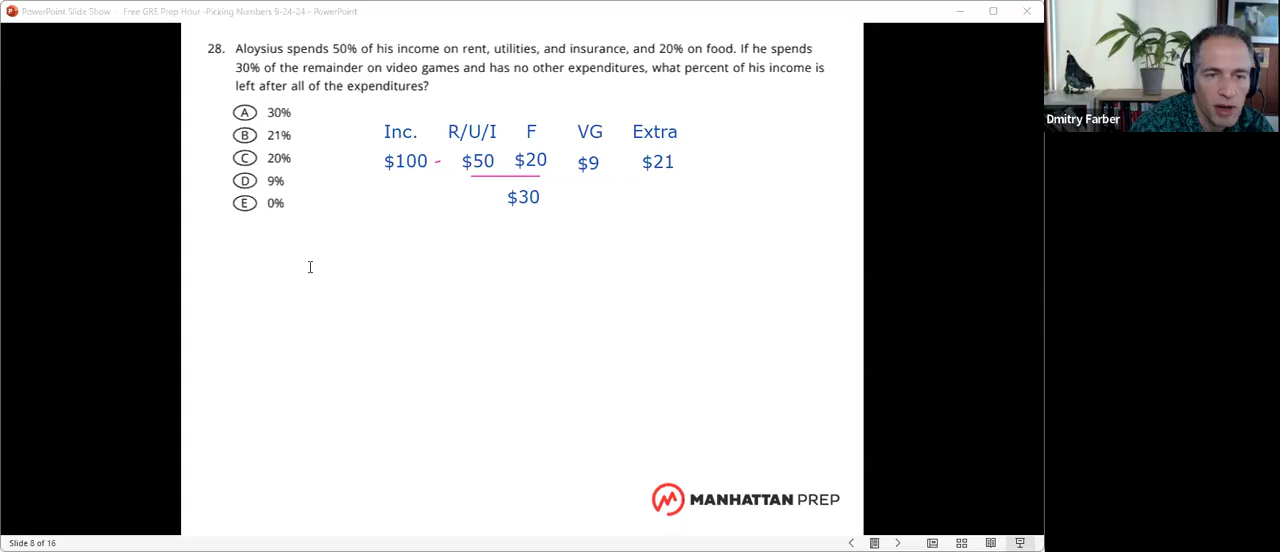 PowerPoint Slide Show - Free GRE Prep Hour -Picking Numbers 9-24-24 - PowerPoint
28. Aloysius spends 50% of his income on rent, utilities, and insurance, and 20% on food. If he spends
30% of the remainder on video games and has no other expenditures, what percent of his income is
left after all of the expenditures?
A 30%
B 21%
C 20%
D 9%
E 0%
Inc. R/U/I F VG Extra
$100 - $50 $20 $9 $21
$30
Dmitry Farber
MANHATTAN PREP
Slide 8 of 16